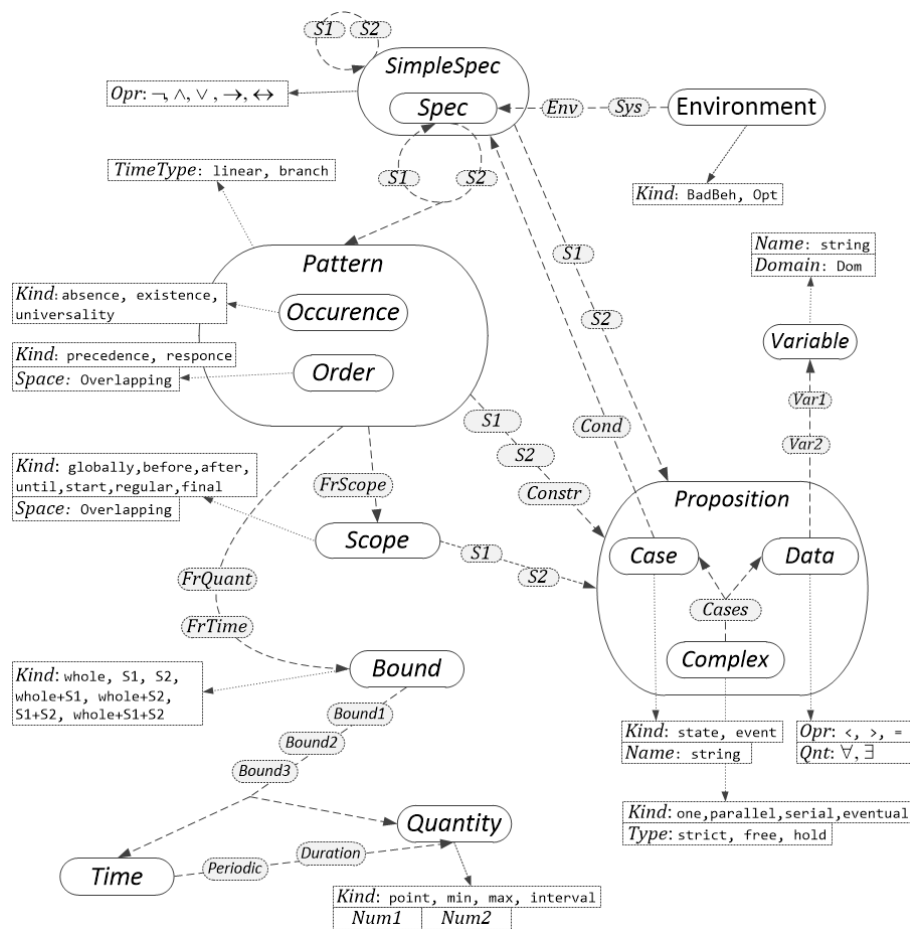 S1 S2
SimpleSpec
Opr: ¬, ∧, ∨ , →, ↔
Spec
Env
Sys
Environment
TimeType: linear, branch
S1
S2
Kind: BadBeh, Opt
Pattern
S1
Name: string
Domain: Dom
Kind: absence, existence,
universality
Occurence
S2
Variable
Kind: precedence, responce
Space: Overlapping
Order
Var1
S1
Cond
Var2
S2
Kind: globally,before,after,
until,start,regular,final
Space: Overlapping
FrScope
Constr
Proposition
Scope
S1
S2
Case
Data
FrQuant
Cases
FrTime
Complex
Kind: whole, S1, S2,
whole+S1, whole+S2,
S1+S2, whole+S1+S2
Bound
Bound1
Bound2
Bound3
Kind: state, event
Name: string
Opr: <, >, =
Qnt: ∀, ∃
Kind: one,parallel,serial,eventual
Type: strict, free, hold
Quantity
Time
Periodic
Duration
Kind: point, min, max, interval
Num1 Num2